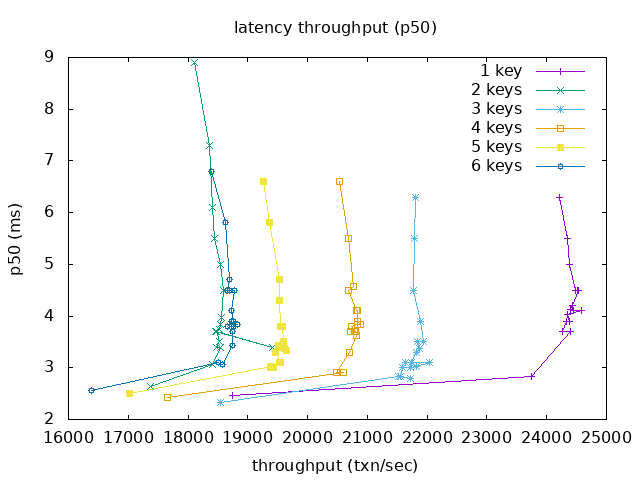 latency throughput (p50)
9
8
7
6
5
4
3
2
p50 (ms)
1 key
2 keys
3 keys
4 keys
5 keys
6 keys
16000 17000 18000 19000 20000 21000 22000 23000 24000 25000
throughput (txn/sec)